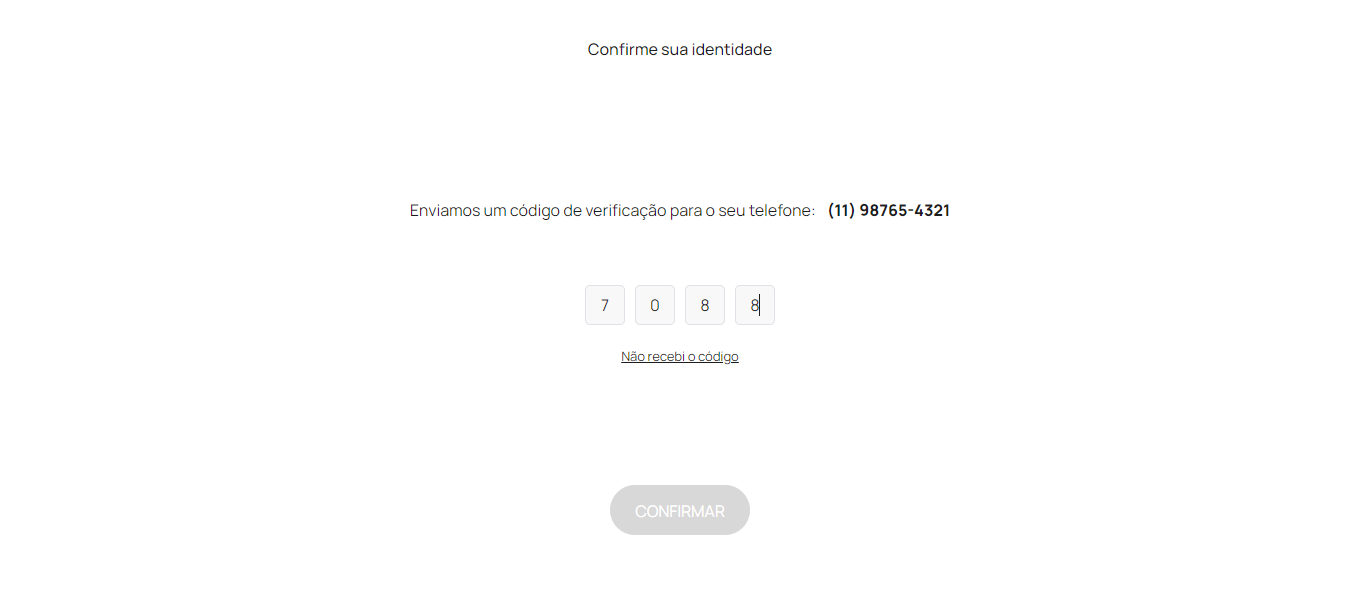 Confirme sua identidade
Enviamos um código de verificação para o seu telefone: (11) 98765-4321
7 0 8 8
Não recebi o código
CONFIRMAR